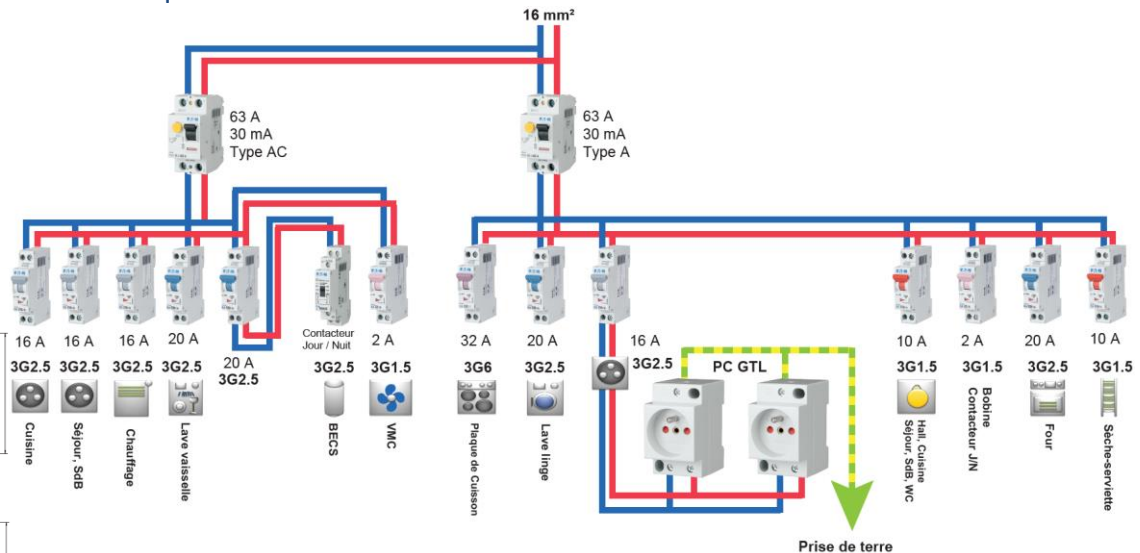 16 mm²
63 A
30 mA
Type AC
63 A
30 mA
Type A
16 A
3G2.5
Cuisine
16 A
3G2.5
Séjour, SdB
16 A
3G2.5
Chauffage
20 A
3G2.5
Lave vaisselle
20 A
3G2.5
Contacteur
Jour / Nuit
3G2.5
BECS
2 A
3G1.5
VMC
32 A
3G6
Plaque de Cuisson
20 A
3G2.5
Lave linge
16 A
3G2.5
PC GTL
10 A
3G1.5
Hall, Cuisine
Séjour, SdB, WC
2 A
3G1.5
Bobine
Contacteur J/N
20 A
3G2.5
Four
10 A
3G1.5
Sèche-serviette
Prise de terre